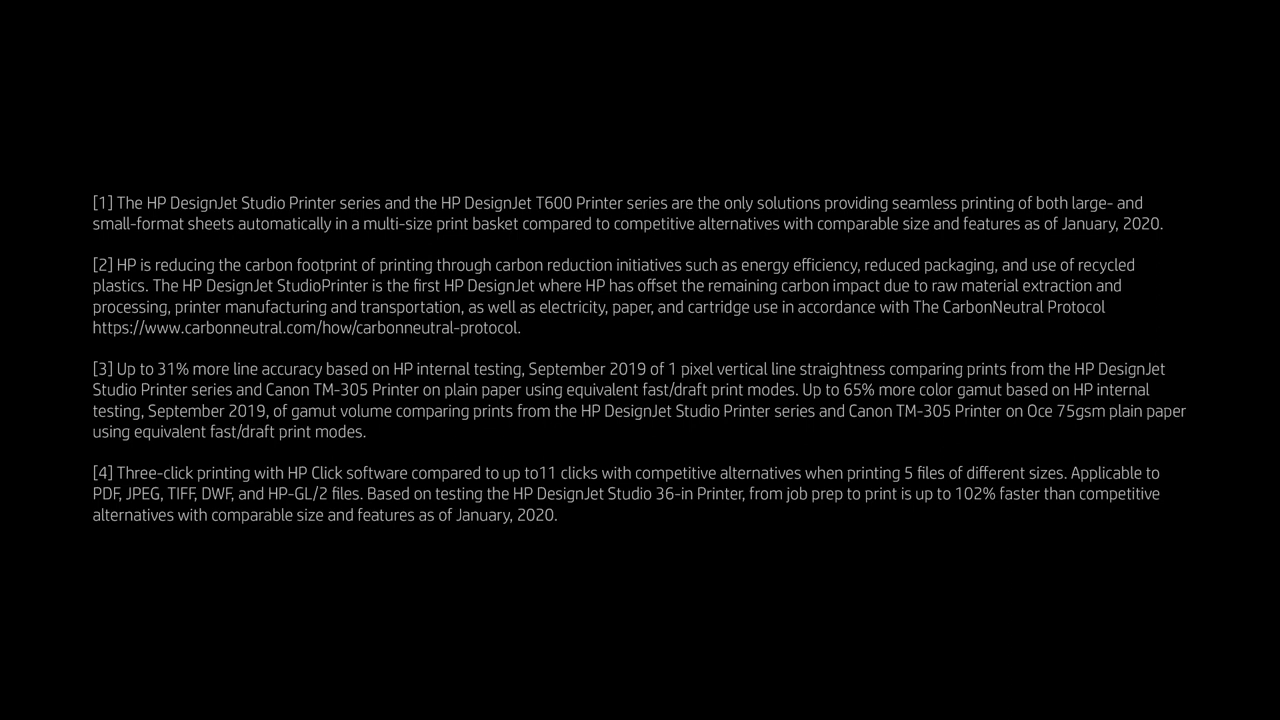 [1] The HP DesignJet Studio Printer series and the HP DesignJet T600 Printer series are the only solutions providing seamless printing of both large- and
small-format sheets automatically in a multi-size print basket compared to competitive alternatives with comparable size and features as of January, 2020.
[2] HP is reducing the carbon footprint of printing through carbon reduction initiatives such as energy efficiency, reduced packaging, and use of recycled
plastics. The HP DesignJet StudioPrinter is the first HP DesignJet where HP has offset the remaining carbon impact due to raw material extraction and
processing, printer manufacturing and transportation, as well as electricity, paper, and cartridge use in accordance with The CarbonNeutral Protocol
https://www.carbonneutral.com/how/carbonneutral-protocol.
[3] Up to 31% more line accuracy based on HP internal testing, September 2019 of 1 pixel vertical line straightness comparing prints from the HP DesignJet
Studio Printer series and Canon TM-305 Printer on plain paper using equivalent fast/draft print modes. Up to 65% more color gamut based on HP internal
testing, September 2019, of gamut volume comparing prints from the HP DesignJet Studio Printer series and Canon TM-305 Printer on Oce 75gsm plain paper
using equivalent fast/draft print modes.
[4] Three-click printing with HP Click software compared to up to11 clicks with competitive alternatives when printing 5 files of different sizes. Applicable to
PDF, JPEG, TIFF, DWF, and HP-GL/2 files. Based on testing the HP DesignJet Studio 36-in Printer, from job prep to print is up to 102% faster than competitive
alternatives with comparable size and features as of January, 2020.